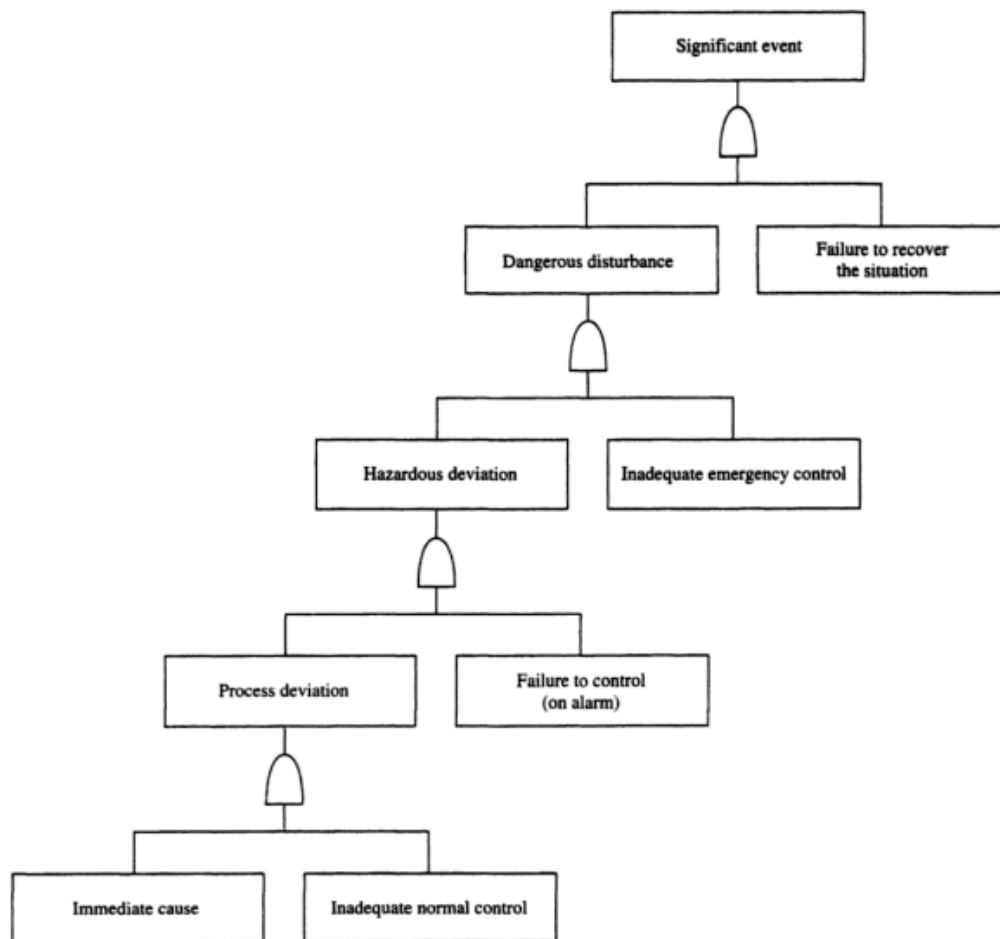 Significant event
Dangerous disturbance
Failure to recover
the situation
Hazardous deviation
Inadequate emergency control
Process deviation
Failure to control
(on alarm)
Immediate cause
Inadequate normal control